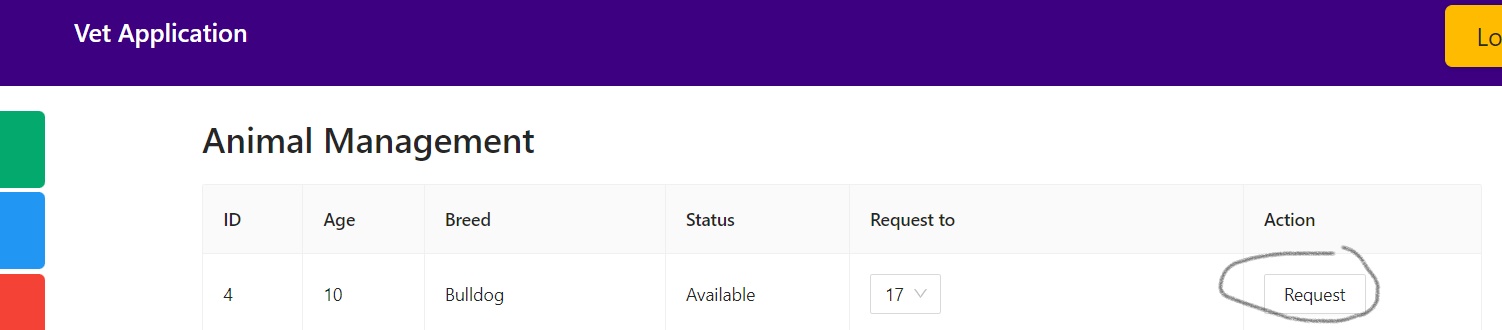 Vet Application
Lo
Animal Management
ID Age Breed Status Request to Action
4 10 Bulldog Available 17 Request